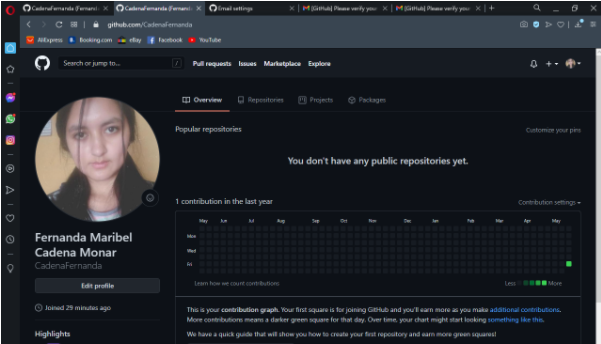 CadenaFernanda (Fernan
CadenaFernanda (Fernan
Email settings
[GitHub] Please verify your
[GitHub] Please verify your
github.com/CadenaFernanda
AliExpress Booking.com eBay Facebook YouTube
Search or jump to... /
Pull requests Issues Marketplace Explore
Overview Repositories Projects Packages
Popular repositories
Customize your pins
You don't have any public repositories yet.
1 contribution in the last year
Contribution settings
May Jun Jul Aug Sep Oct Nov Dec Jan Feb Mar Apr May
Mon
Wed
Fri
Learn how we count contributions
Less More
Fernanda Maribel
Cadena Monar
CadenaFernanda
Edit profile
Joined 29 minutes ago
Highlights
This is your contribution graph. Your first square is for joining GitHub and you'll earn more as you make additional contributions.
More contributions means a darker green square for that day. Over time, your chart might start looking something like this.
We have a quick guide that will show you how to create your first repository and earn more green squares!